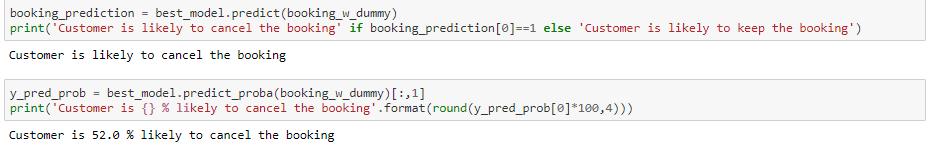 booking_prediction = best_model.predict(booking_w_dummy)
print('Customer is likely to cancel the booking' if booking_prediction[0]==1 else 'Customer is likely to keep the booking')
Customer is likely to cancel the booking
y_pred_prob = best_model.predict_proba(booking_w_dummy)[:,1]
print('Customer is {} % likely to cancel the booking'.format(round(y_pred_prob[0]*100,4)))
Customer is 52.0 % likely to cancel the booking